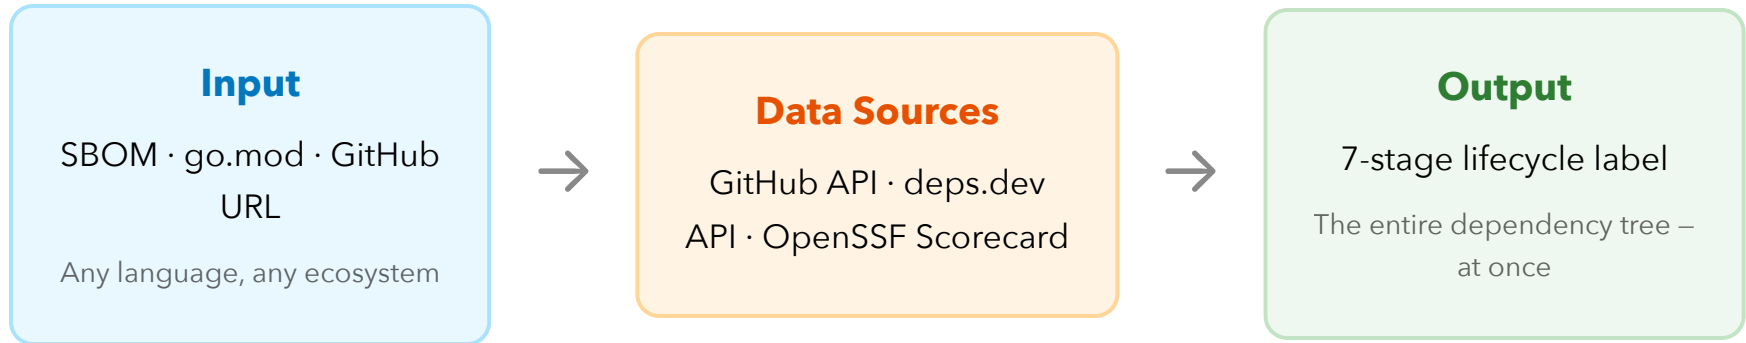 Input
SBOM · go.mod · GitHub
URL
Any language, any ecosystem
→
Data Sources
GitHub API · deps.dev
API · OpenSSF Scorecard
→
Output
7-stage lifecycle label
The entire dependency tree —
at once